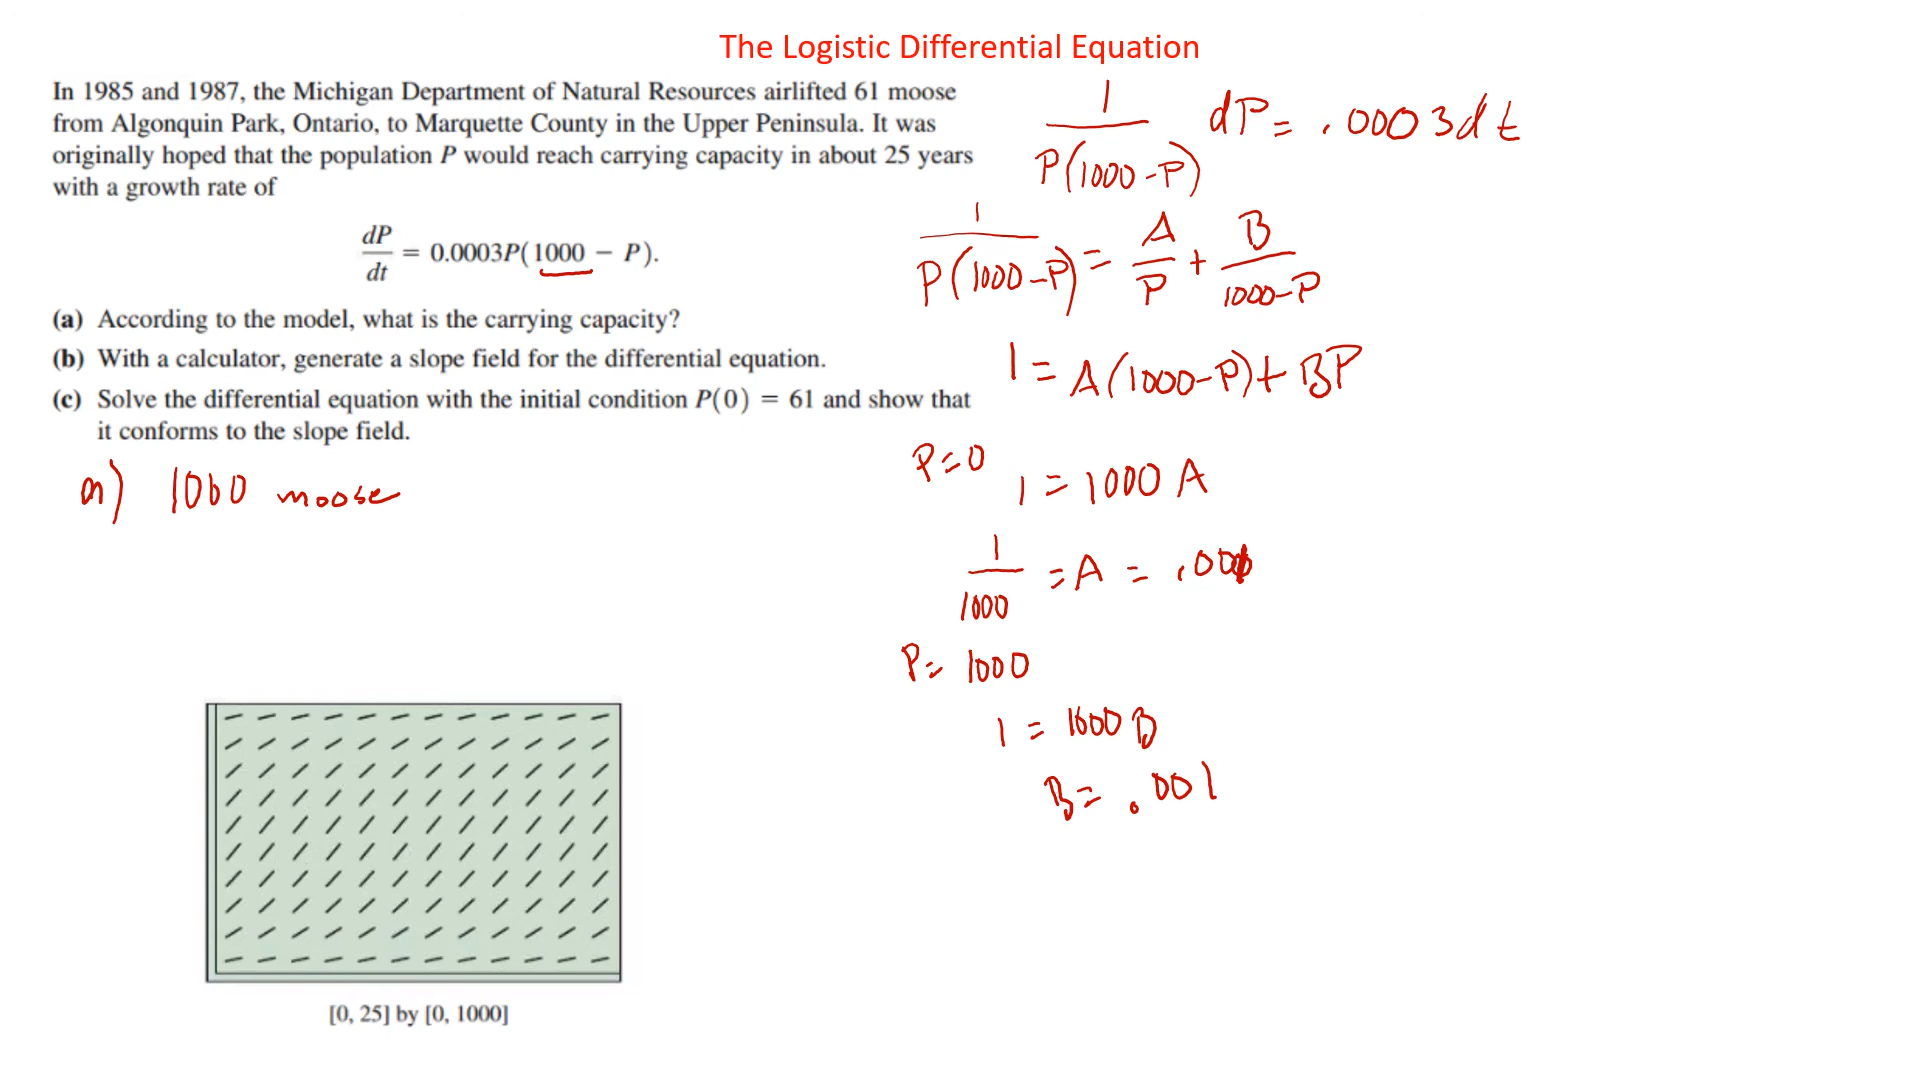 The Logistic Differential Equation
In 1985 and 1987, the Michigan Department of Natural Resources airlifted 61 moose
from Algonquin Park, Ontario, to Marquette County in the Upper Peninsula. It was
originally hoped that the population P would reach carrying capacity in about 25 years
with a growth rate of
dP/dt = 0.0003P(1000 − P).
(a) According to the model, what is the carrying capacity?
(b) With a calculator, generate a slope field for the differential equation.
(c) Solve the differential equation with the initial condition P(0) = 61 and show that
it conforms to the slope field.
a) 1000 moose
[0, 25] by [0, 1000]
1/P(1000-P) dP = .0003dt
1/P(1000-P) = A/P + B/1000-P
1 = A(1000-P) + BP
P=0
1 = 1000 A
1/1000 = A = .001
P= 1000
1 = 1000 B
B= .001